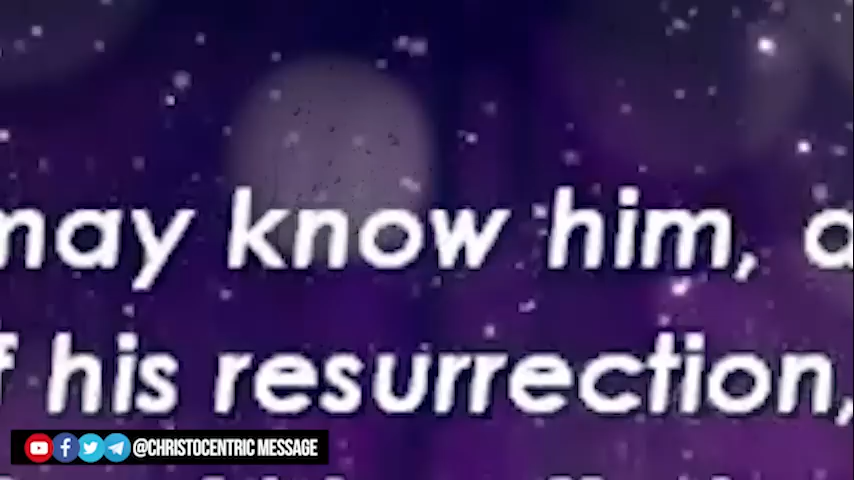 may know him, a
f his resurrection,
@CHRISTOCENTRIC MESSAGE